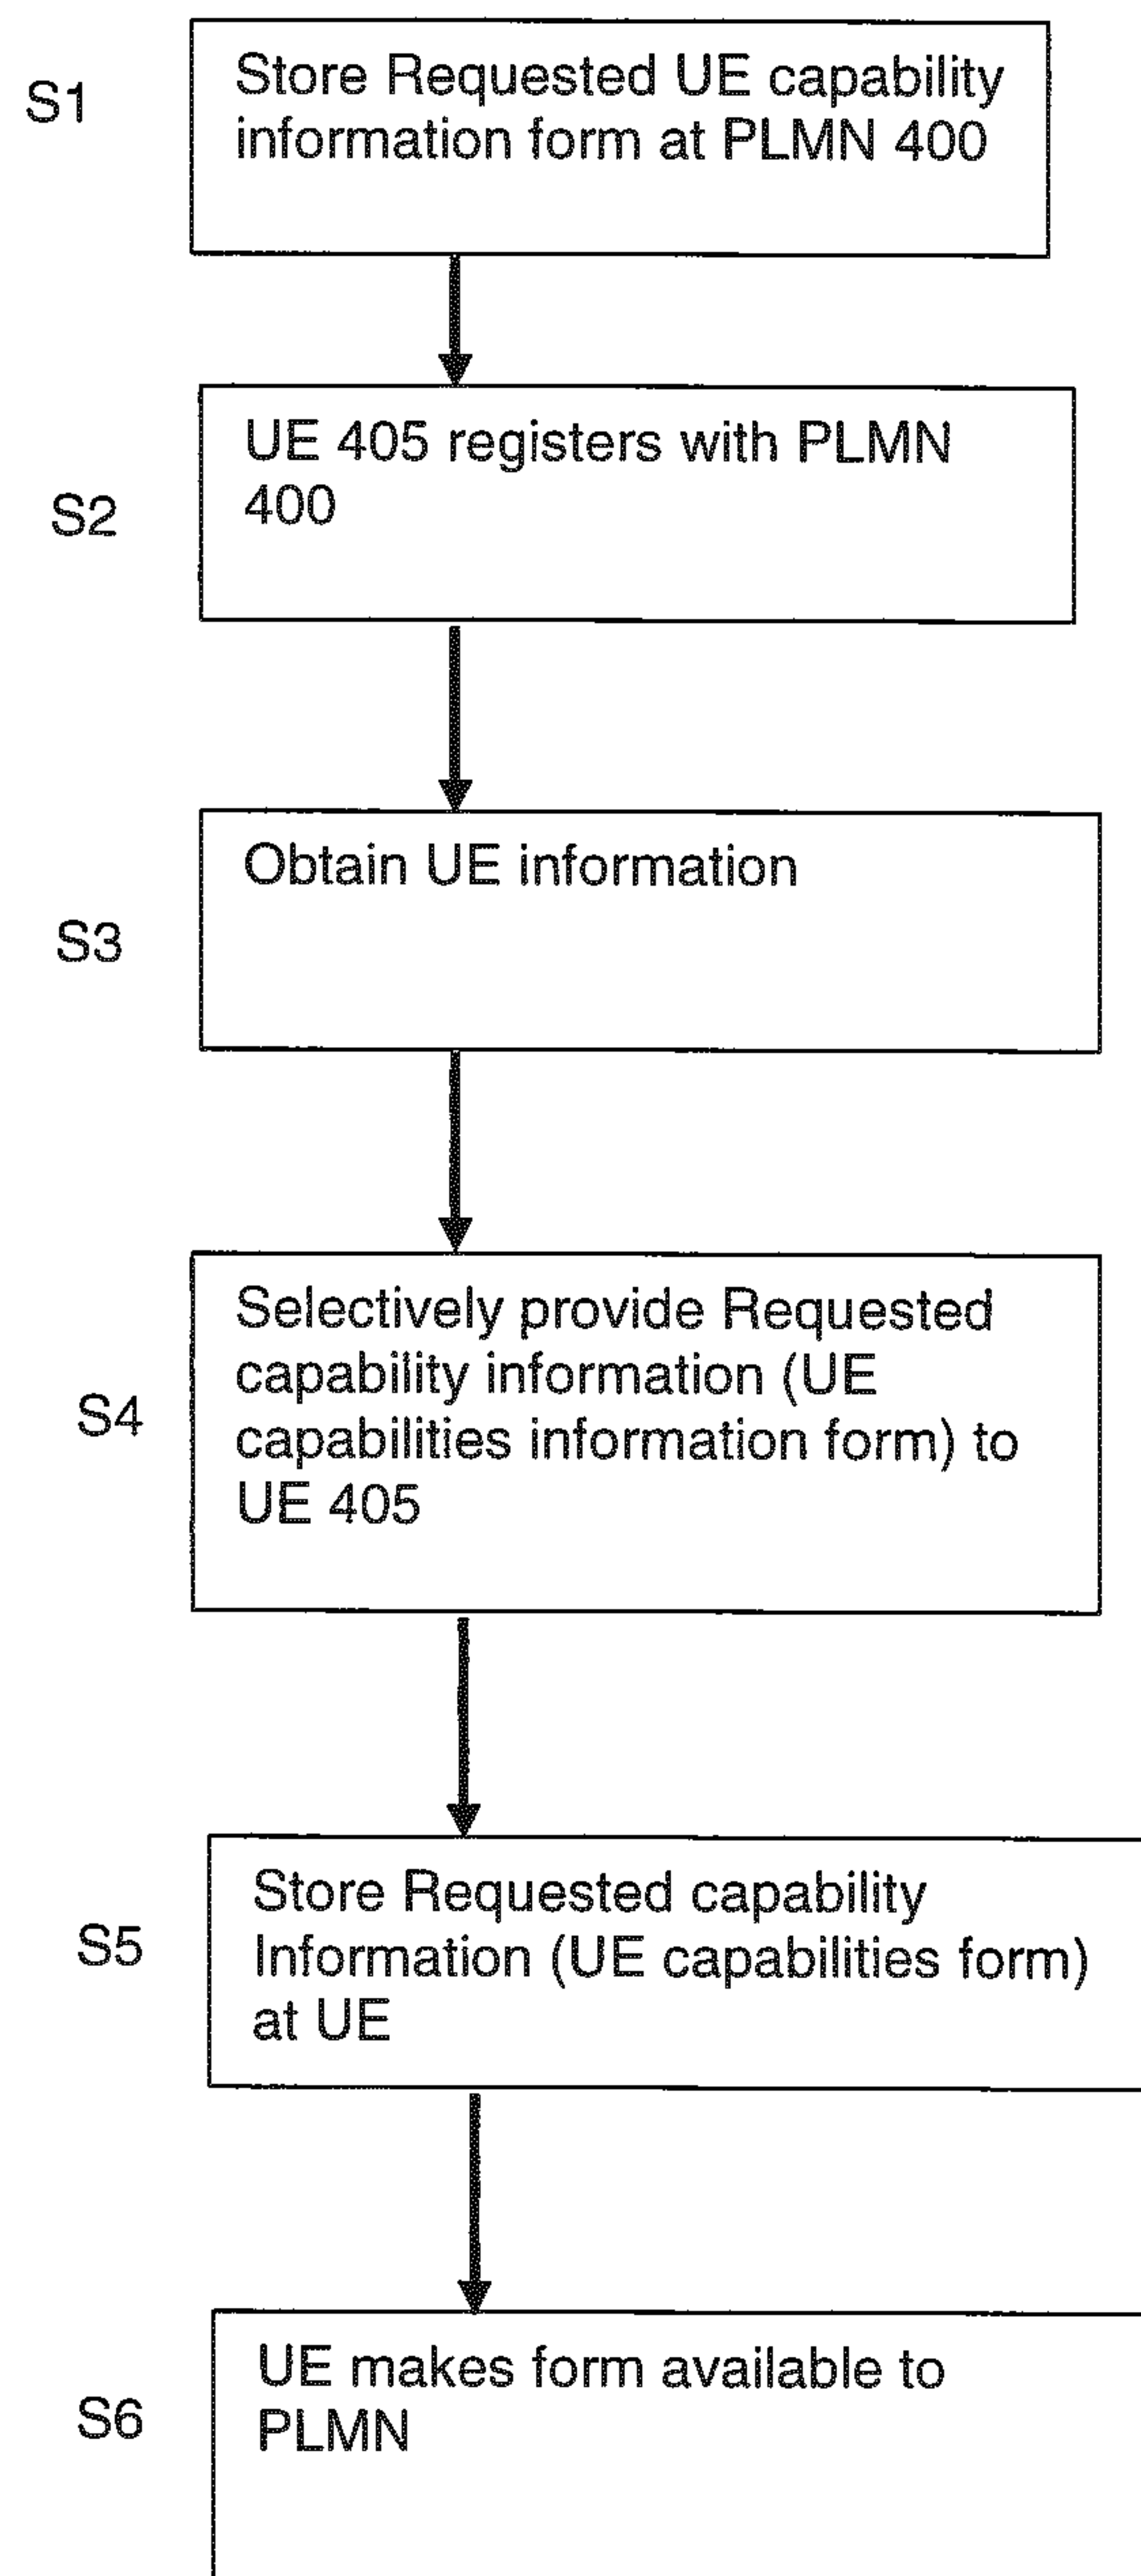 S1
Store Requested UE capability
information form at PLMN 400
S2
UE 405 registers with PLMN
400
S3
Obtain UE information
S4
Selectively provide Requested
capability information (UE
capabilities information form) to
UE 405
S5
Store Requested capability
Information (UE capabilities form)
at UE
S6
UE makes form available to
PLMN